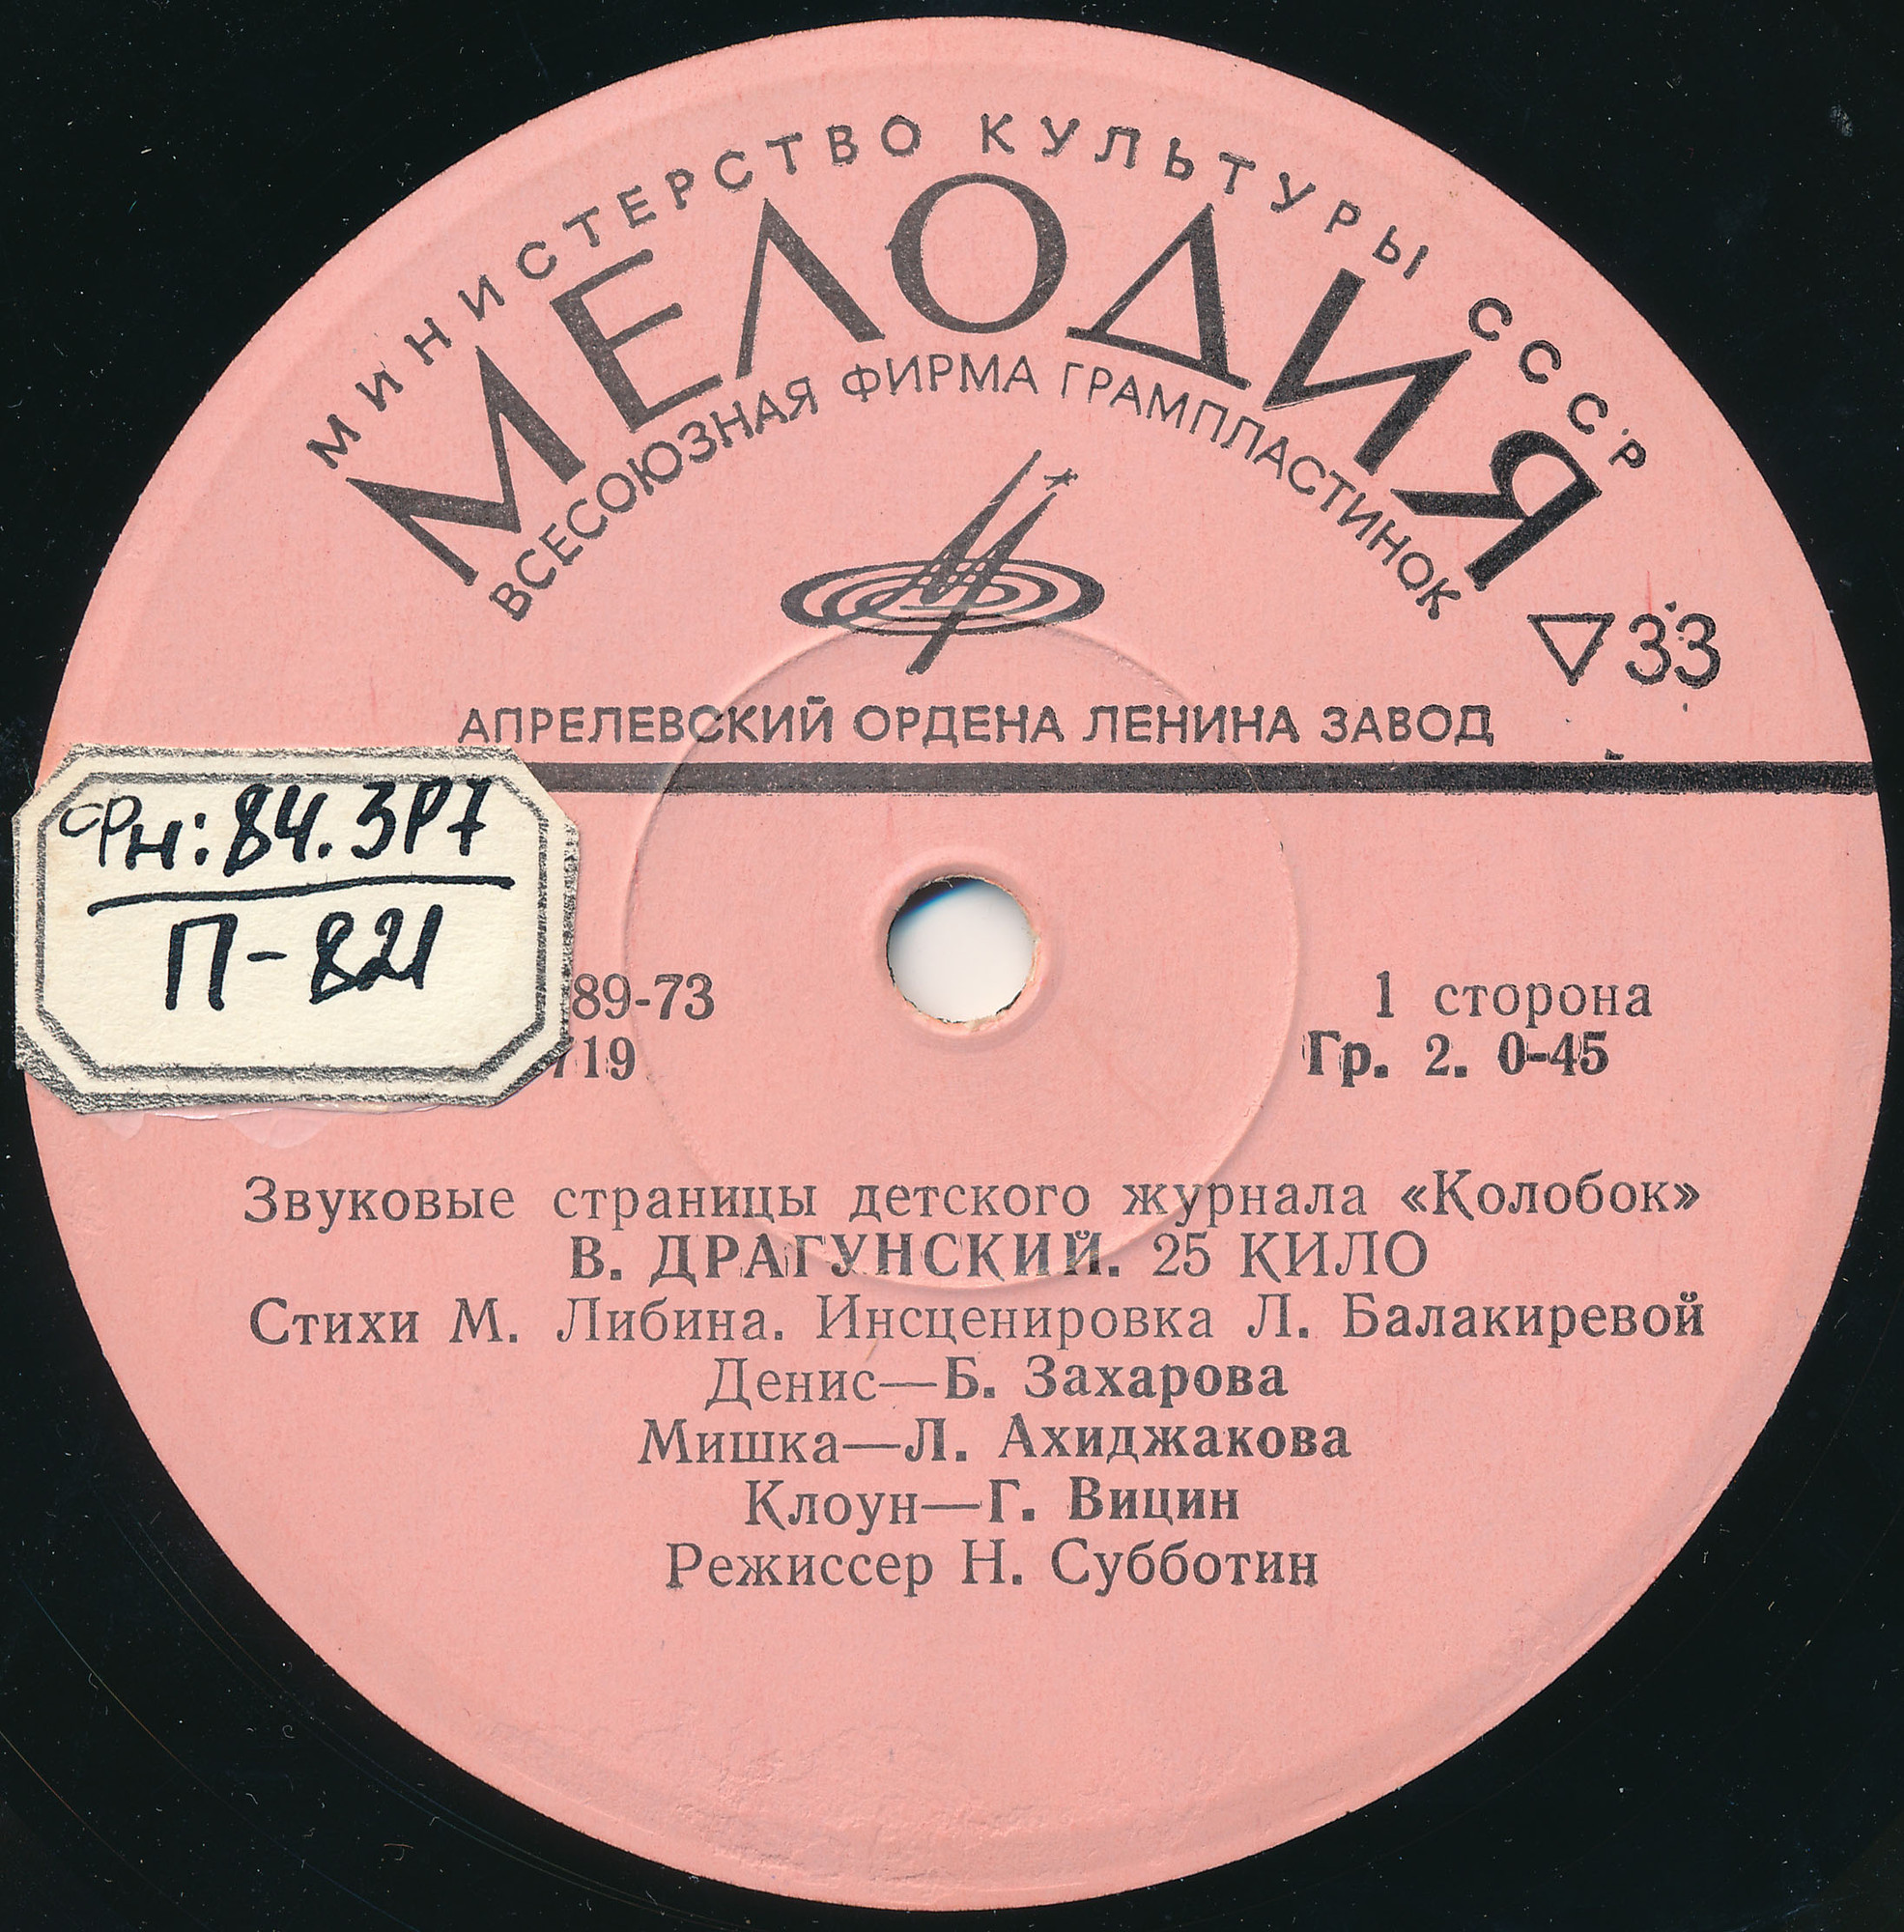 МИНИСТЕРСТВО КУЛЬТУРЫ СССР
МЕЛОДИЯ
ВСЕСОЮЗНАЯ ФИРМА ГРАМПЛАСТИНОК
33
АПРЕЛЕВСКИЙ ОРДЕНА ЛЕНИНА ЗАВОД
84.3Р7
П-821
89-73
719
1 сторона
Гр. 2. 0-45
Звуковые страницы детского журнала «Колобок»
В. ДРАГУНСКИЙ. 25 КИЛО
Стихи М. Либина. Инсценировка Л. Балакиревой
Денис—Б. Захарова
Мишка—Л. Ахиджакова
Клоун—Г. Вицин
Режиссер Н. Субботин